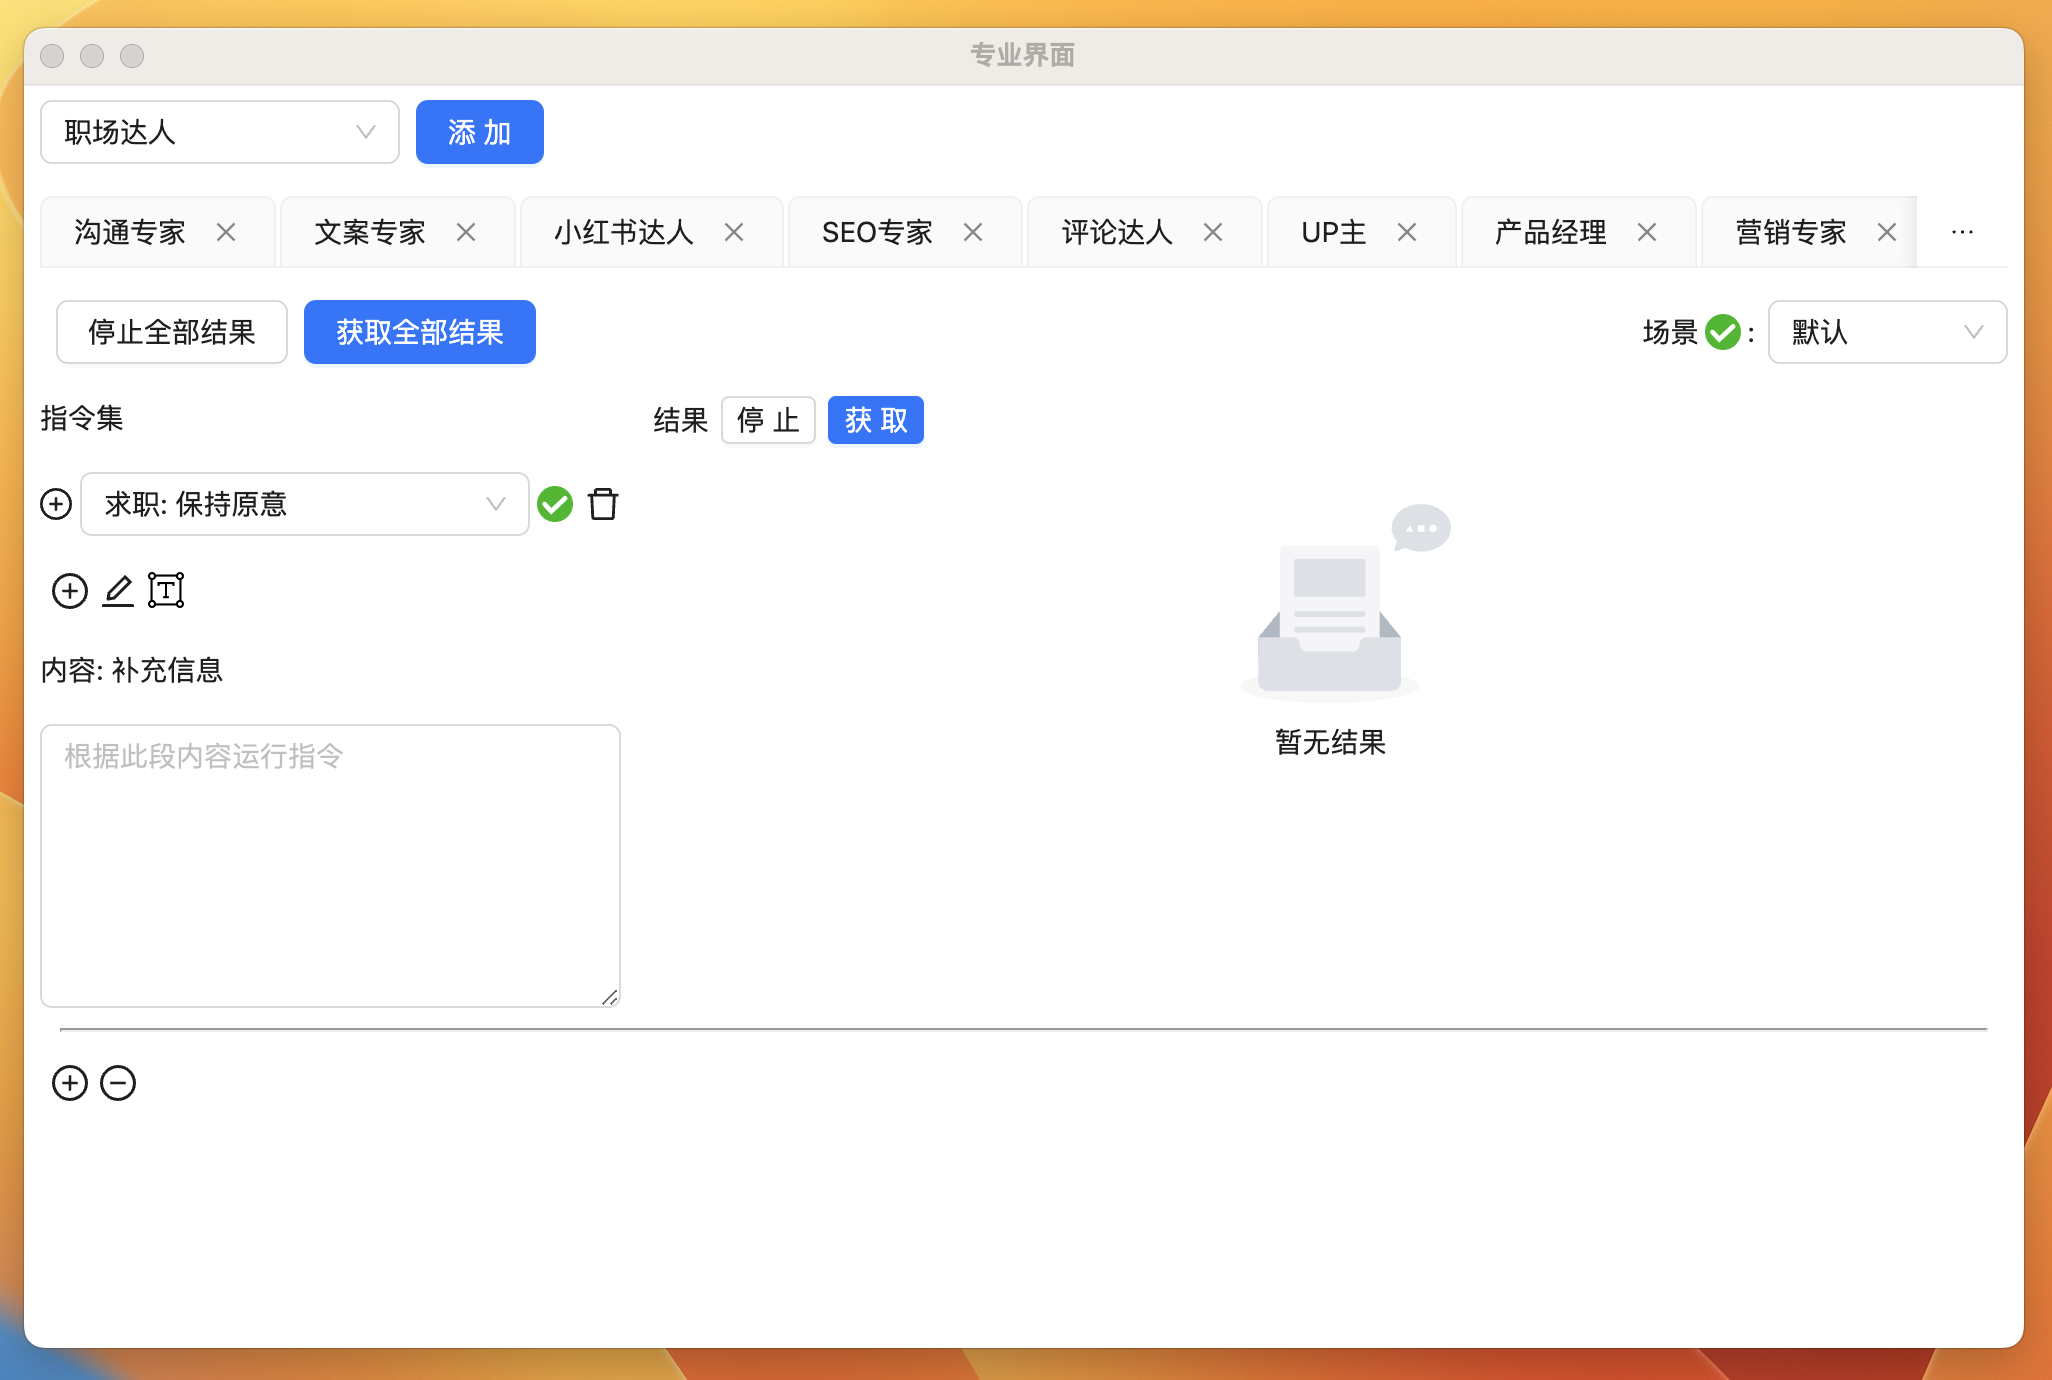 专业界面
职场达人
添 加
沟通专家
文案专家
小红书达人
SEO专家
评论达人
UP主
产品经理
营销专家
···
停止全部结果
获取全部结果
场景 :
默认
指令集
结果
停 止
获 取
求职: 保持原意
T
内容: 补充信息
根据此段内容运行指令
暂无结果